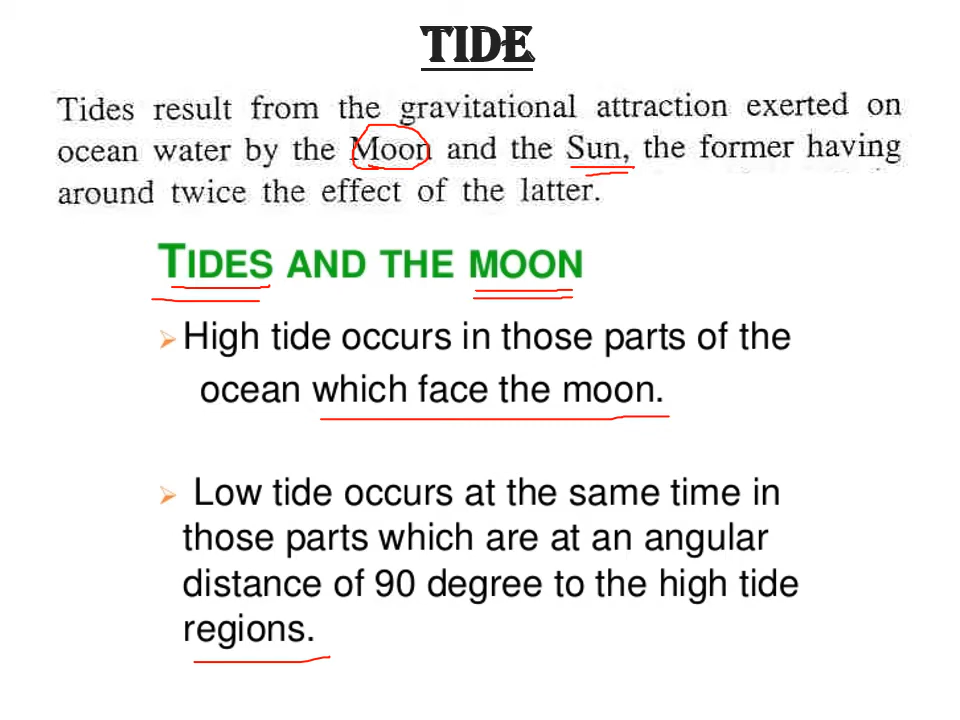 TIDE
Tides result from the gravitational attraction exerted on
ocean water by the Moon and the Sun, the former having
around twice the effect of the latter.
TIDES AND THE MOON
➢ High tide occurs in those parts of the
ocean which face the moon.
➢ Low tide occurs at the same time in
those parts which are at an angular
distance of 90 degree to the high tide
regions.